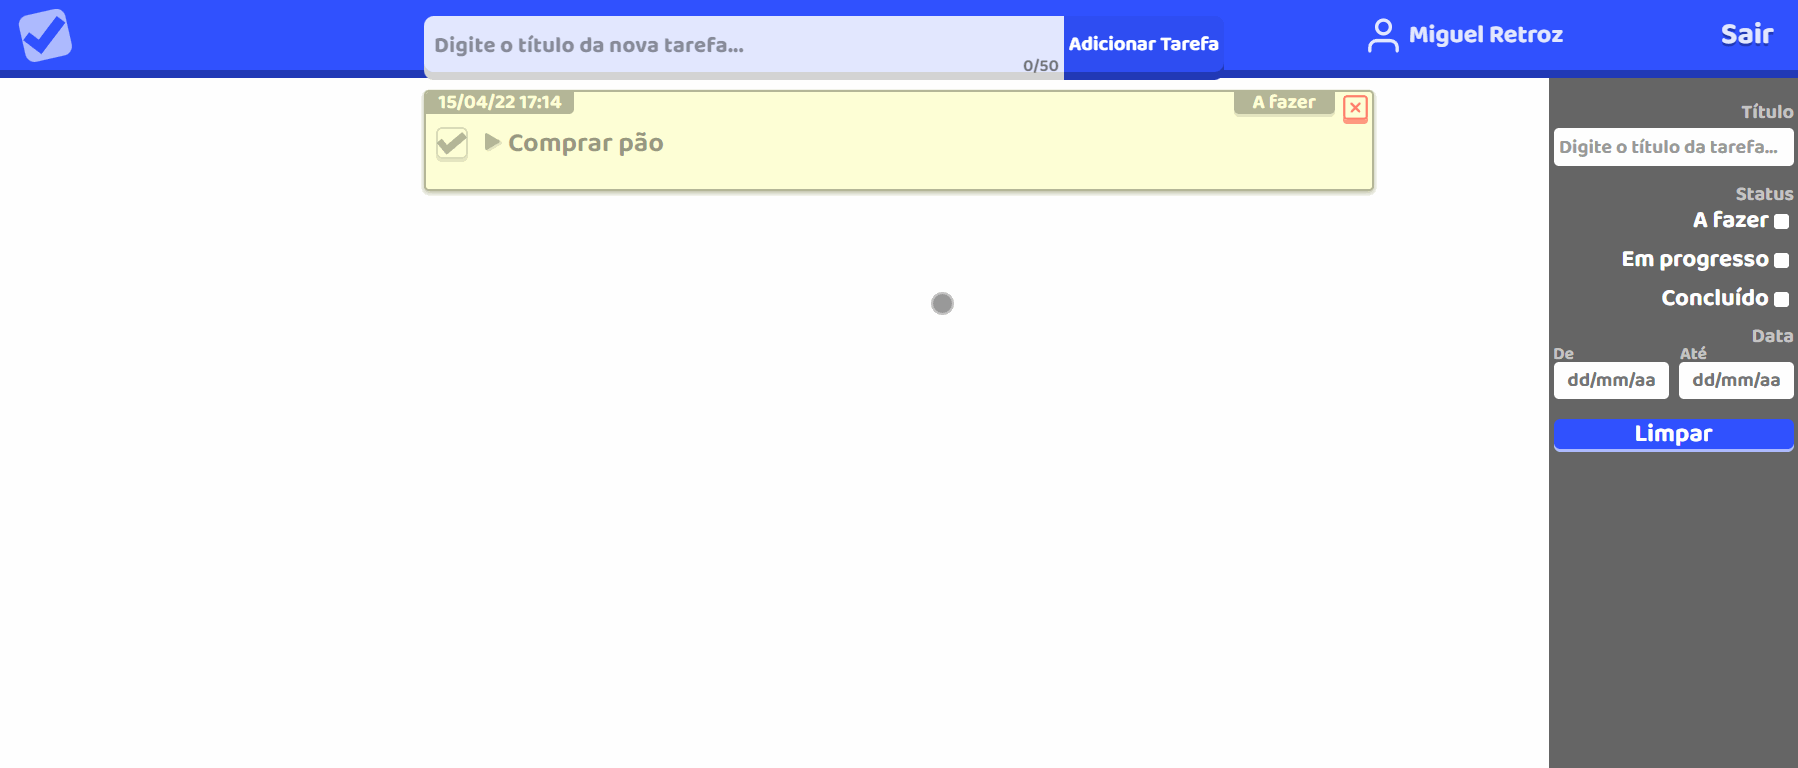 Digite o título da nova tarefa...
0/50
Adicionar Tarefa
Miguel Retroz
Sair
15/04/22 17:14
A fazer
Comprar pão
Título
Digite o título da tarefa...
Status
A fazer
Em progresso
Concluído
Data
De Até
dd/mm/aa dd/mm/aa
Limpar